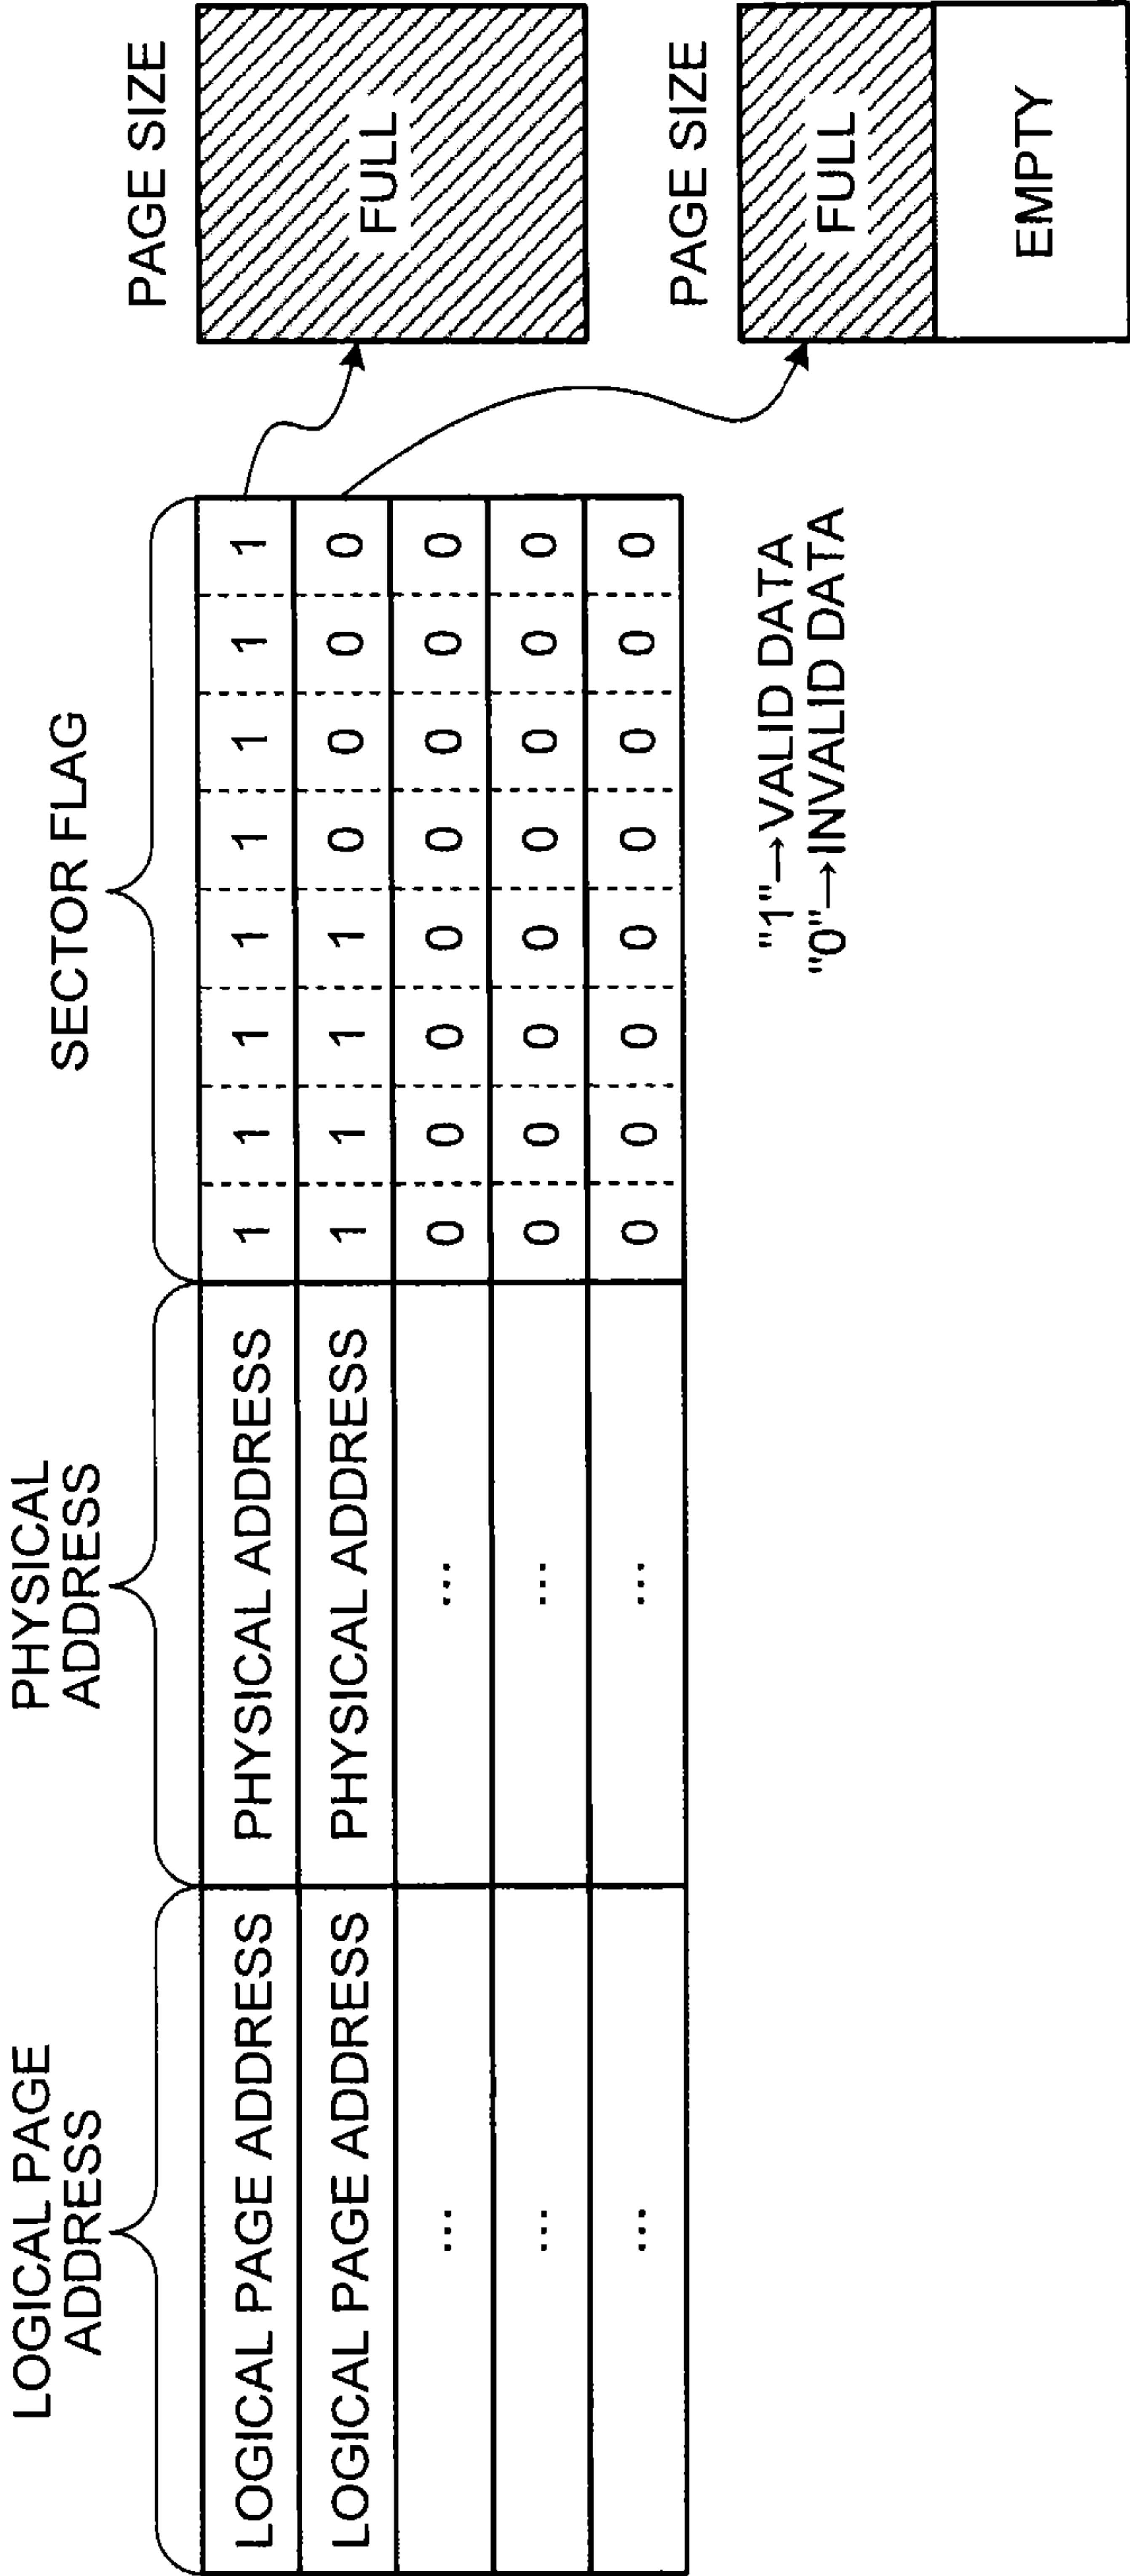 LOGICAL PAGE
ADDRESS
PHYSICAL
ADDRESS
SECTOR FLAG
LOGICAL PAGE ADDRESS PHYSICAL ADDRESS 1 1 1 1 1 1 1 1
LOGICAL PAGE ADDRESS PHYSICAL ADDRESS 1 1 1 1 0 0 0 0
... ... 0 0 0 0 0 0 0 0
... ... 0 0 0 0 0 0 0 0
... ... 0 0 0 0 0 0 0 0
"1"→VALID DATA
"0"→INVALID DATA
PAGE SIZE
FULL
PAGE SIZE
FULL
EMPTY